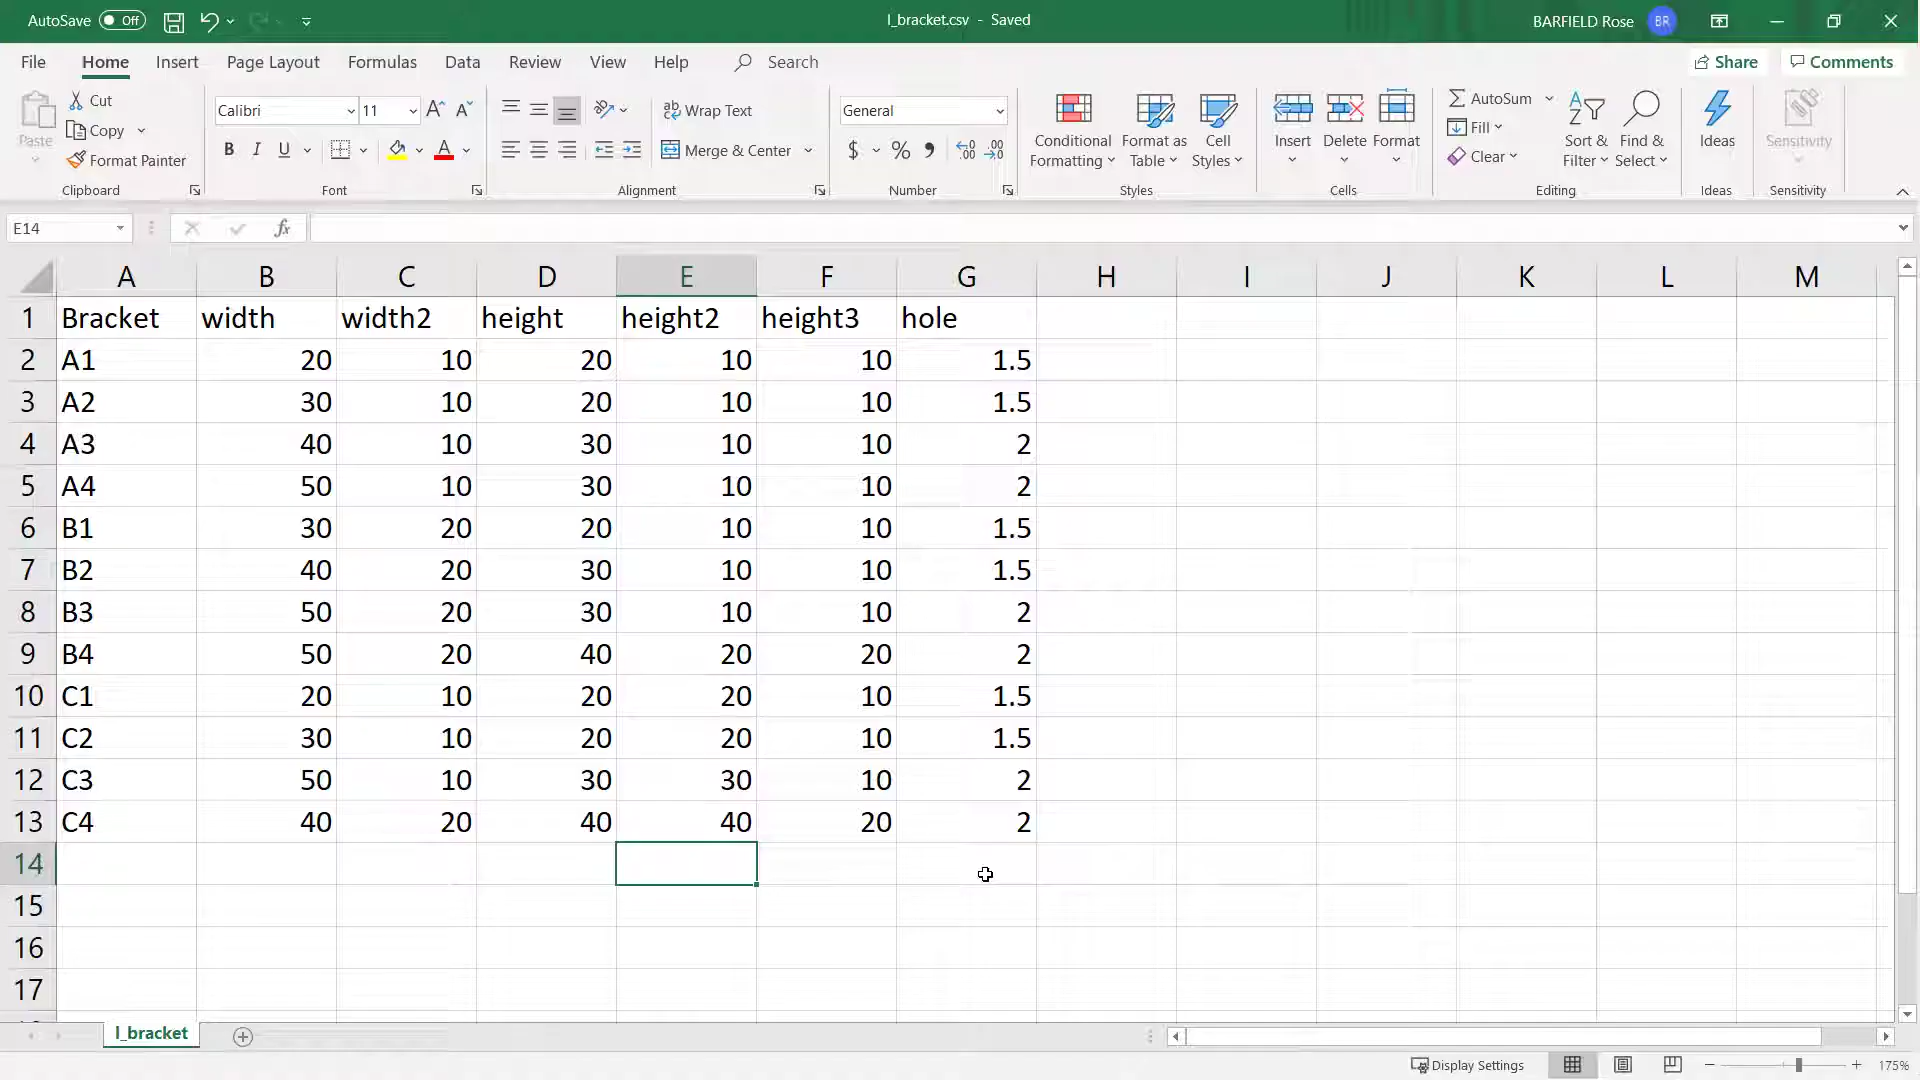 AutoSave Off
l_bracket.csv - Saved
BARFIELD Rose BR
File Home Insert Page Layout Formulas Data Review View Help Search Share Comments
Paste
Cut
Copy
Format Painter
Clipboard
Calibri 11 A A
B I U A
Font
ab Wrap Text
Merge & Center
Alignment
General
$ % 9 .00 .00
Number
Conditional Formatting
Format as Table
Cell Styles
Styles
Insert Delete Format
Cells
AutoSum
Fill
Clear
Sort & Filter
Find & Select
Editing
Ideas
Ideas
Sensitivity
Sensitivity
E14 fx
A B C D E F G H I J K L M
1 Bracket width width2 height height2 height3 hole
2 A1 20 10 20 10 10 1.5
3 A2 30 10 20 10 10 1.5
4 A3 40 10 30 10 10 2
5 A4 50 10 30 10 10 2
6 B1 30 20 20 10 10 1.5
7 B2 40 20 30 10 10 1.5
8 B3 50 20 30 10 10 2
9 B4 50 20 40 20 20 2
10 C1 20 10 20 20 10 1.5
11 C2 30 10 20 20 10 1.5
12 C3 50 10 30 30 10 2
13 C4 40 20 40 40 20 2
14
15
16
17
l_bracket
Display Settings 175%